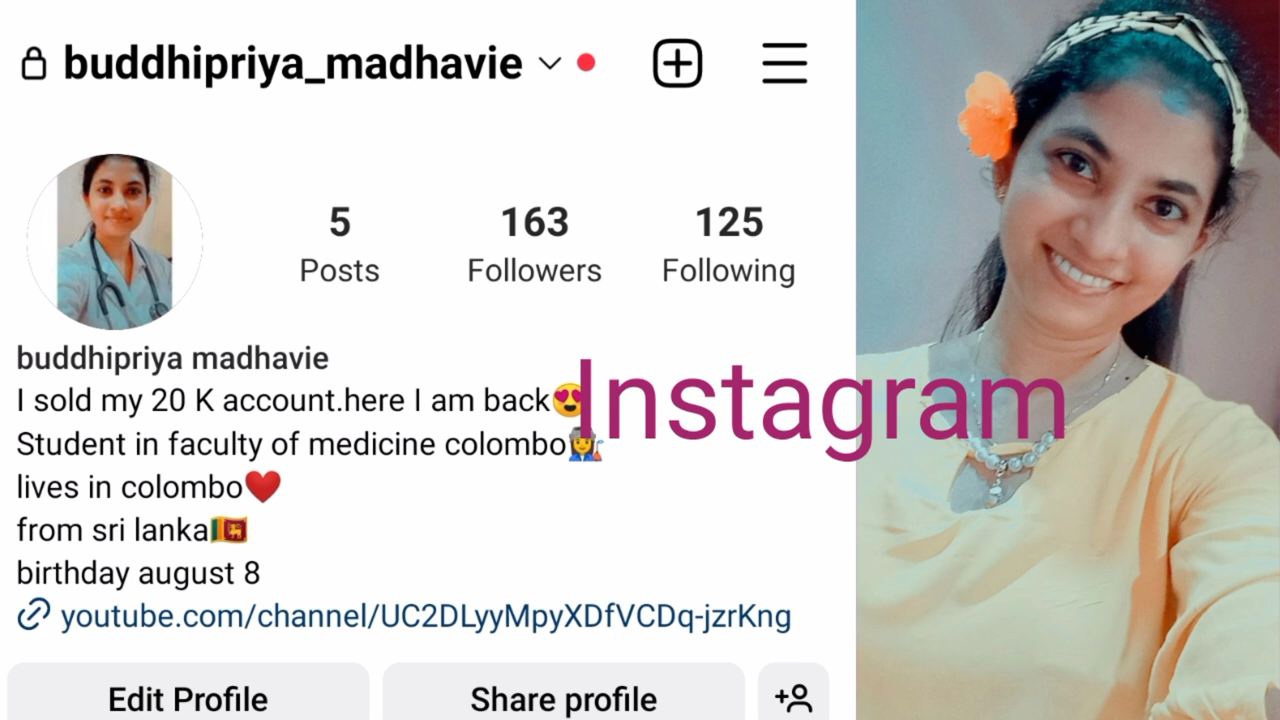 buddhipriya_madhavie
5 163 125
Posts Followers Following
buddhipriya madhavie
I sold my 20 K account.here I am back😍
Student in faculty of medicine colombo👩‍🏭
lives in colombo❤️
from sri lanka🇱🇰
birthday august 8
youtube.com/channel/UC2DLyyMpyXDfVCDq-jzrKng
Edit Profile Share profile
Instagram